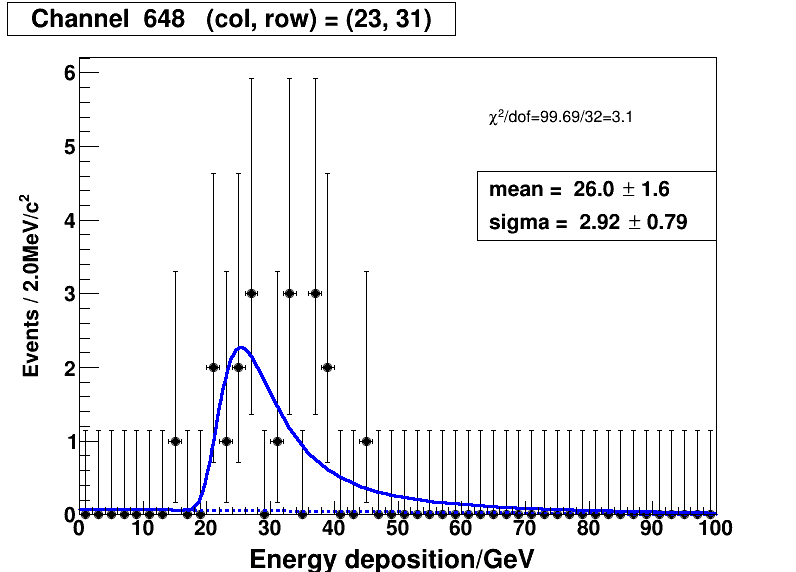 Channel 648 (col, row) = (23, 31)
χ²/dof=99.69/32=3.1
mean = 26.0 ± 1.6
sigma = 2.92 ± 0.79
Events / 2.0MeV/c²
6
5
4
3
2
1
0
0 10 20 30 40 50 60 70 80 90 100
Energy deposition/GeV